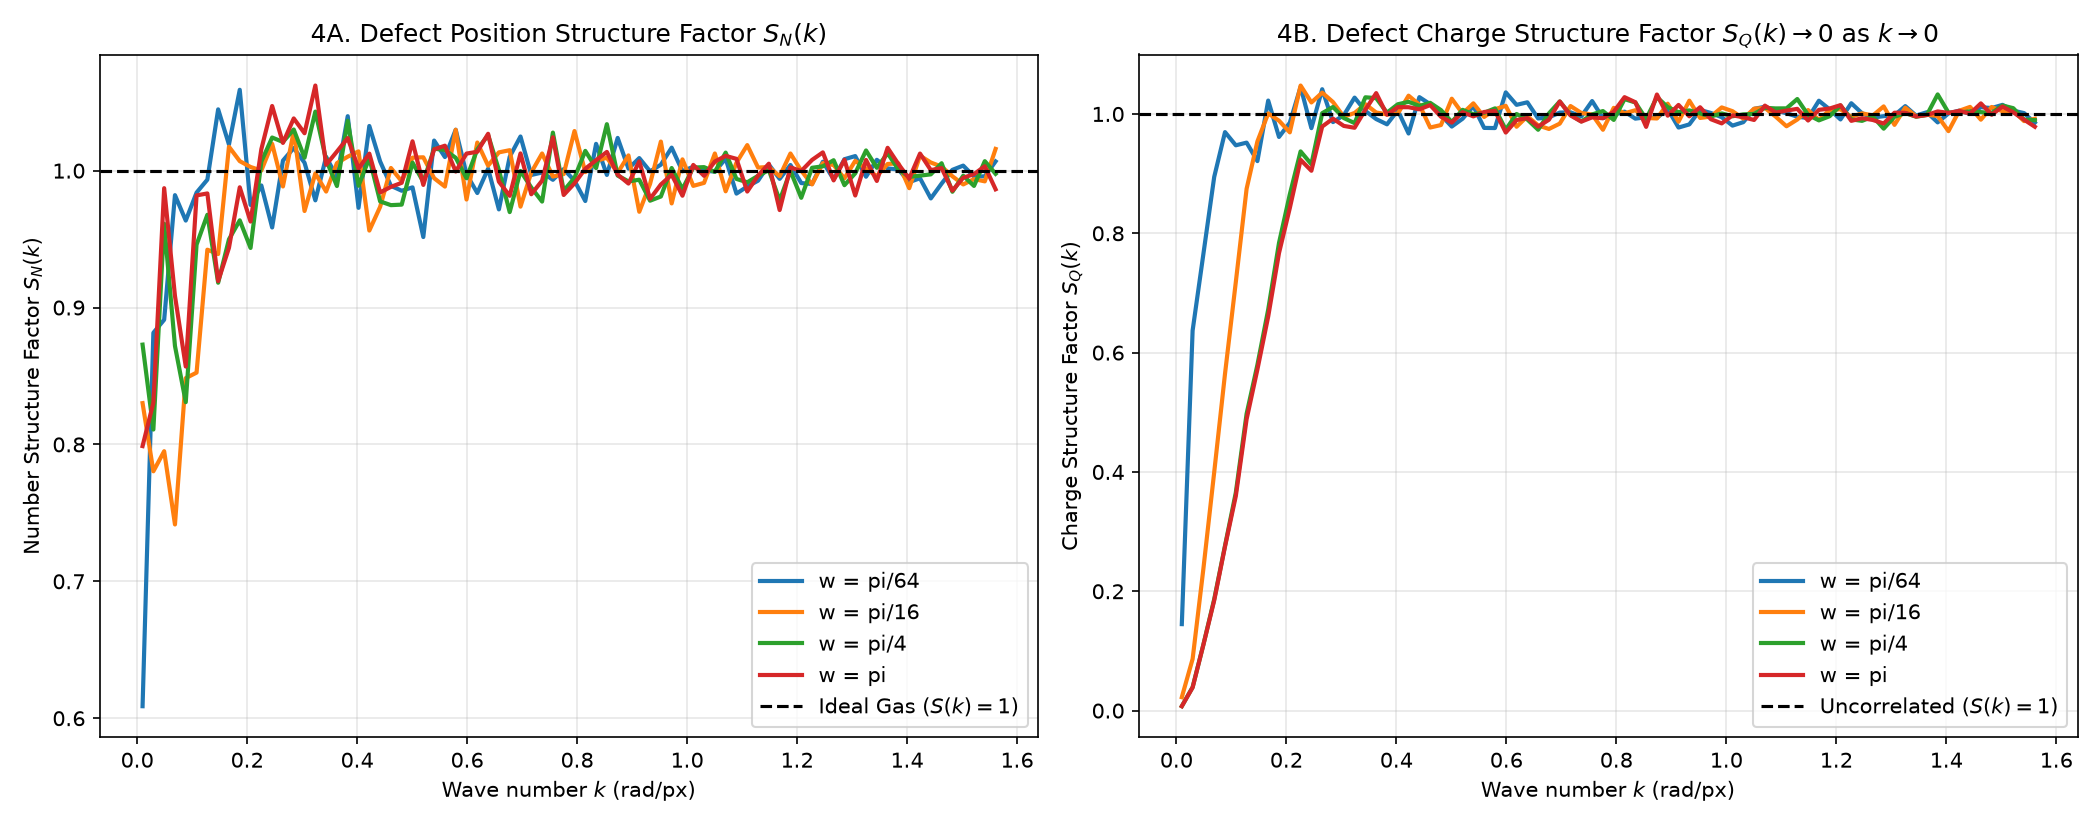 4A. Defect Position Structure Factor $S_N(k)$
Number Structure Factor $S_N(k)$
1.0
0.9
0.8
0.7
0.6
0.0 0.2 0.4 0.6 0.8 1.0 1.2 1.4 1.6
Wave number $k$ (rad/px)
w = pi/64
w = pi/16
w = pi/4
w = pi
Ideal Gas ($S(k) = 1$)
4B. Defect Charge Structure Factor $S_Q(k) → 0$ as $k → 0$
Charge Structure Factor $S_Q(k)$
1.0
0.8
0.6
0.4
0.2
0.0
0.0 0.2 0.4 0.6 0.8 1.0 1.2 1.4 1.6
Wave number $k$ (rad/px)
w = pi/64
w = pi/16
w = pi/4
w = pi
Uncorrelated ($S(k) = 1$)